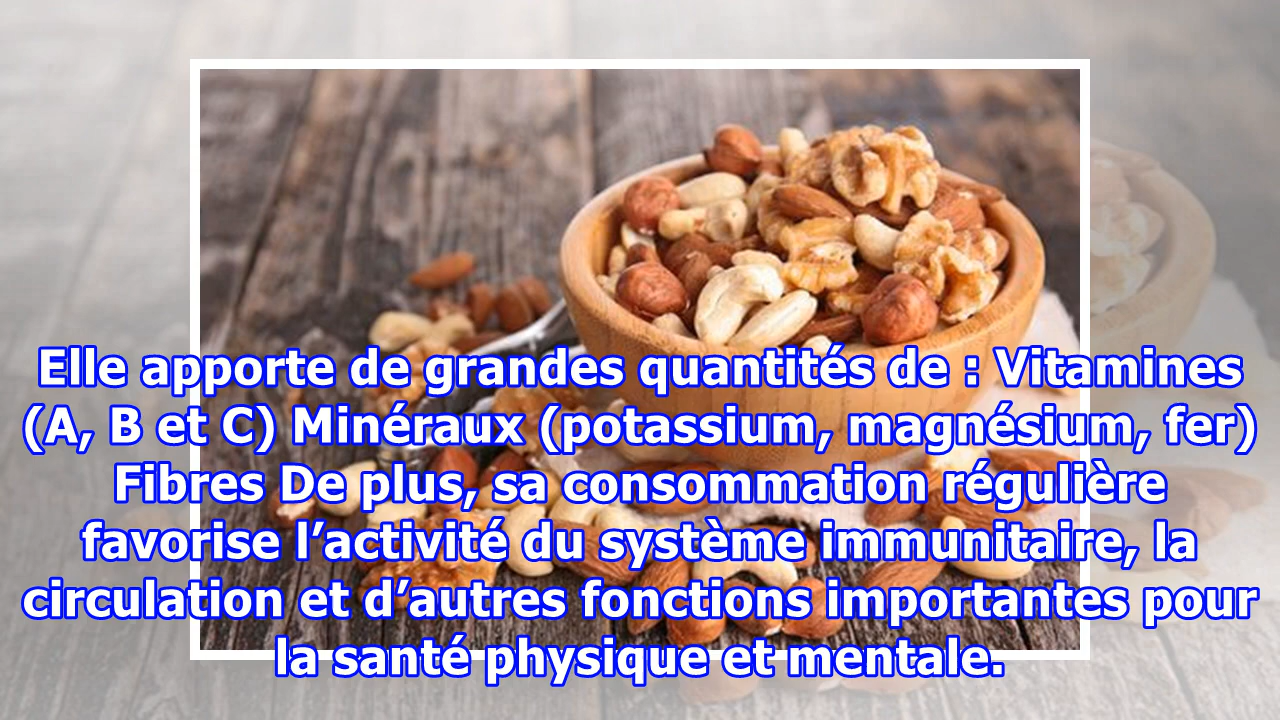 Elle apporte de grandes quantités de : Vitamines
(A, B et C) Minéraux (potassium, magnésium, fer)
Fibres De plus, sa consommation régulière
favorise l’activité du système immunitaire, la
circulation et d’autres fonctions importantes pour
la santé physique et mentale.